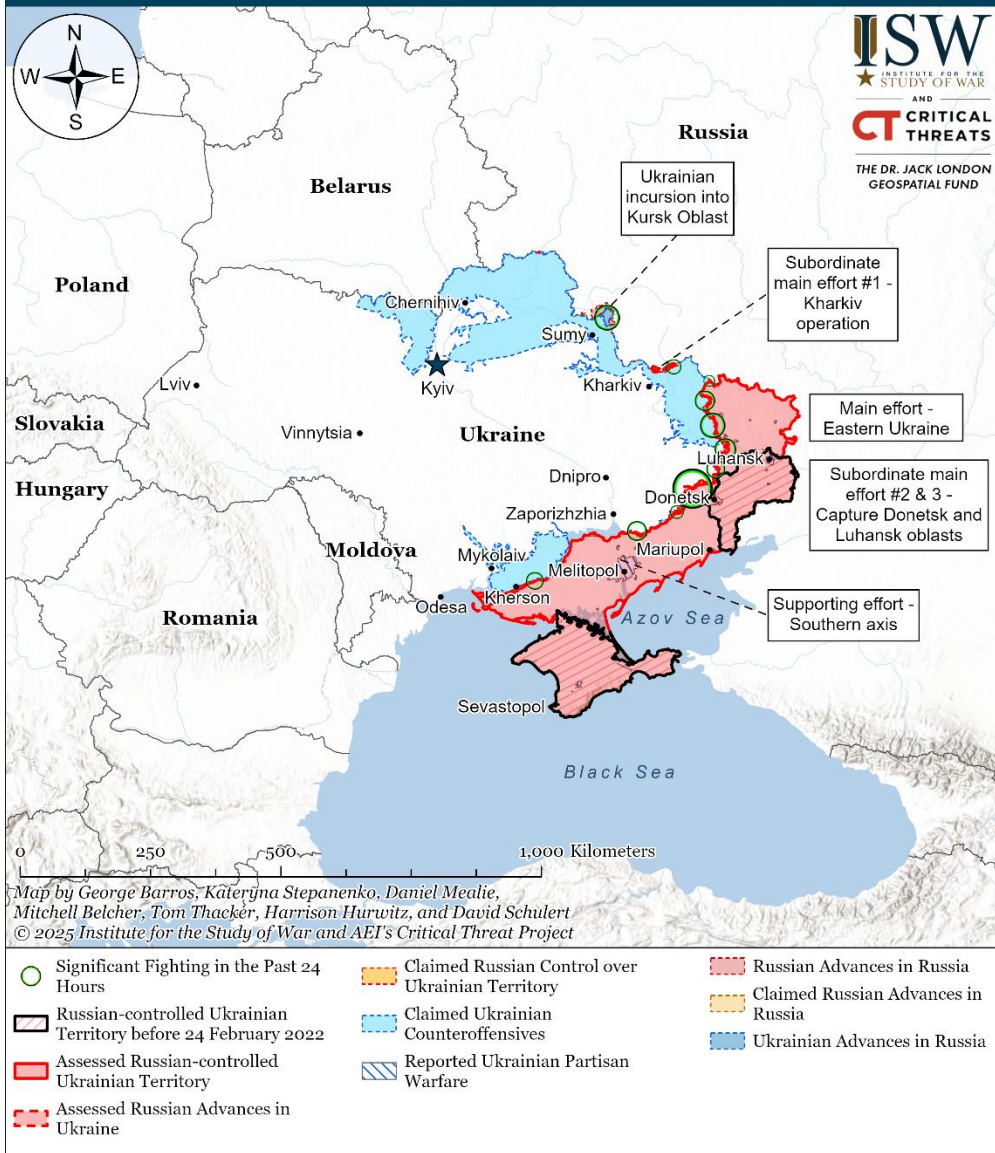 N
W
E
S
ISW
INSTITUTE FOR THE
STUDY OF WAR
AND
CT CRITICAL
THREATS
THE DR. JACK LONDON
GEOSPATIAL FUND
Russia
Ukrainian
incursion into
Kursk Oblast
Belarus
Subordinate
main effort #1 -
Kharkiv
operation
Poland
Chernihiv
Sumy
Kyiv
Kharkiv
Lviv
Slovakia
Vinnytsia
Ukraine
Main effort -
Eastern Ukraine
Luhansk
Hungary
Dnipro
Donetsk
Subordinate main
effort #2 & 3 -
Capture Donetsk and
Luhansk oblasts
Zaporizhzhia
Moldova
Mykolaiv
Mariupol
Melitopol
Kherson
Odesa
Romania
Azov Sea
Supporting effort -
Southern axis
Sevastopol
Black Sea
0 250 500 1,000 Kilometers
Map by George Barros, Kateryna Stepanenko, Daniel Mealie,
Mitchell Belcher, Tom Thacker, Harrison Hurwitz, and David Schulert
© 2025 Institute for the Study of War and AEI's Critical Threat Project
Significant Fighting in the Past 24
Hours
Russian-controlled Ukrainian
Territory before 24 February 2022
Assessed Russian-controlled
Ukrainian Territory
Assessed Russian Advances in
Ukraine
Claimed Russian Control over
Ukrainian Territory
Claimed Ukrainian
Counteroffensives
Reported Ukrainian Partisan
Warfare
Russian Advances in Russia
Claimed Russian Advances in
Russia
Ukrainian Advances in Russia